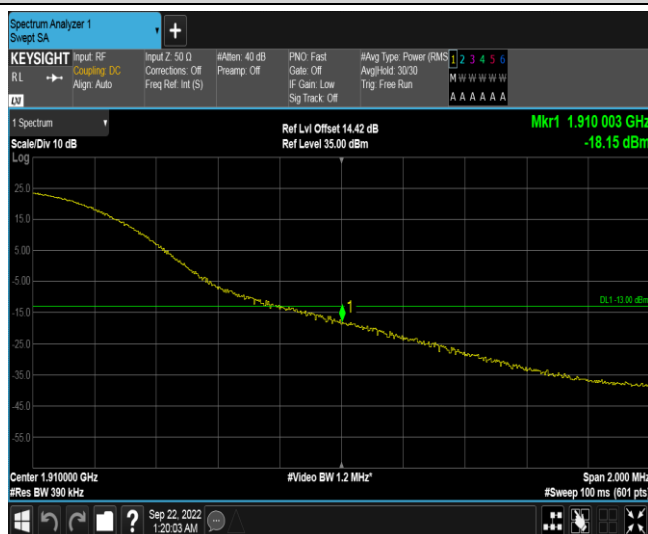 Spectrum Analyzer 1
Swept SA
+
KEYSIGHT
RL
Input: RF
Coupling: DC
Align: Auto
Input Z: 50 Ω
Corrections: Off
Freq Ref: Int (S)
#Atten: 40 dB
Preamp: Off
PNO: Fast
Gate: Off
IF Gain: Low
Sig Track: Off
#Avg Type: Power (RMS
Avg|Hold: 30/30
Trig: Free Run
1 2 3 4 5 6
M W W W W W
A A A A A A
LXI
1 Spectrum
Scale/Div 10 dB
Ref Lvl Offset 14.42 dB
Ref Level 35.00 dBm
Mkr1 1.910 003 GHz
-18.15 dBm
Log
25.0
15.0
5.00
-5.00
DL1 -13.00 dBm
1
-15.0
-25.0
-35.0
-45.0
-55.0
Center 1.910000 GHz
#Video BW 1.2 MHz*
Span 2.000 MHz
#Res BW 390 kHz
#Sweep 100 ms (601 pts)
?
Sep 22, 2022
1:20:03 AM